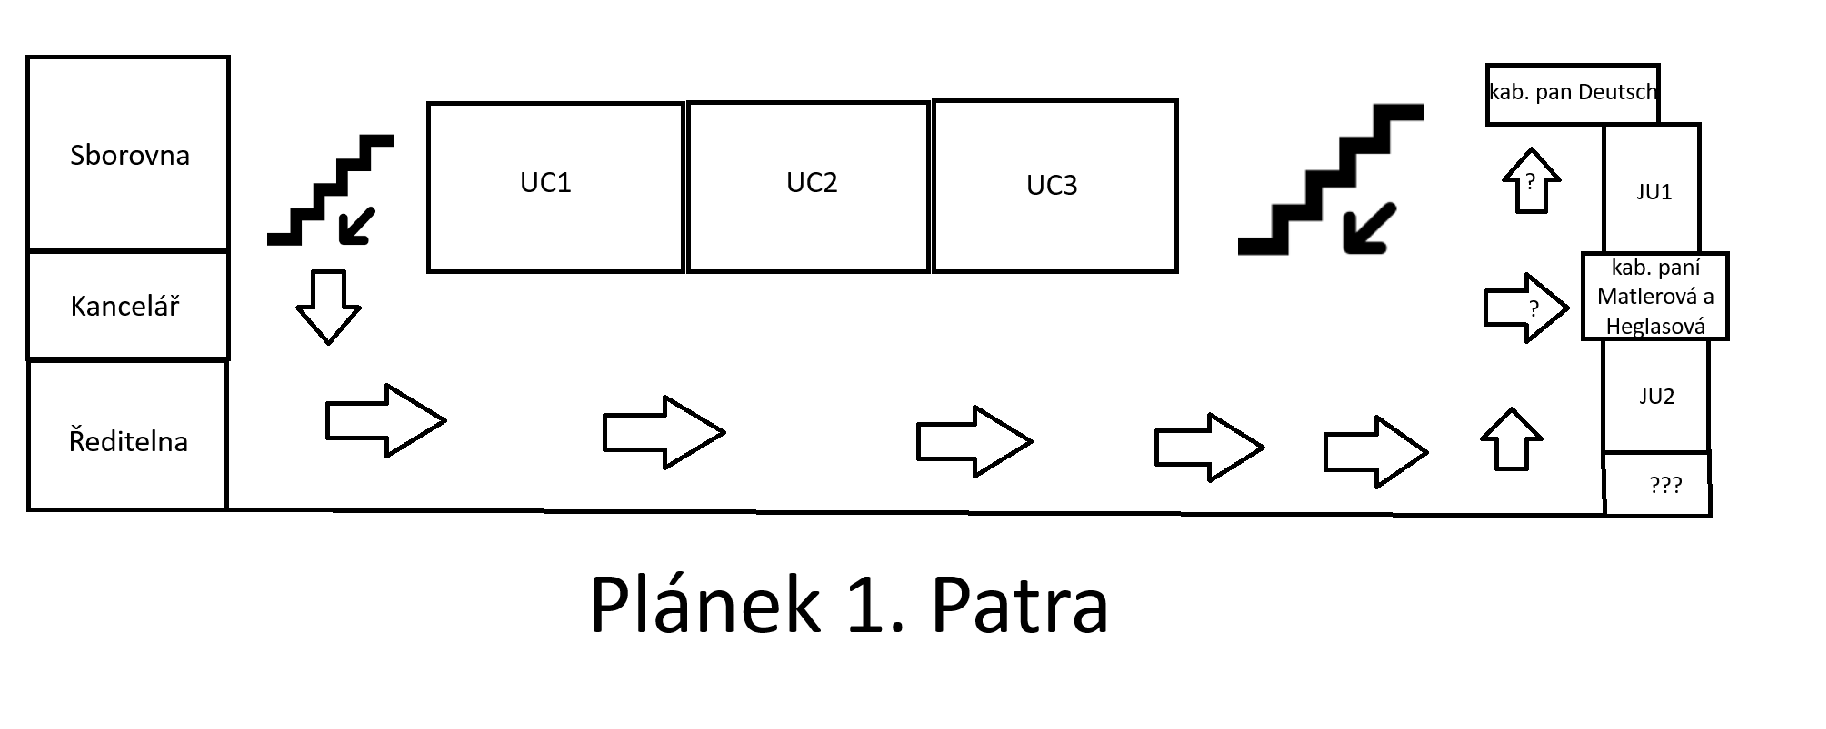 Sborovna
Kancelář
Ředitelna
UC1
UC2
UC3
kab. pan Deutsch
?
JU1
?
kab. paní
Matlerová a
Heglasová
JU2
???
Plánek 1. Patra